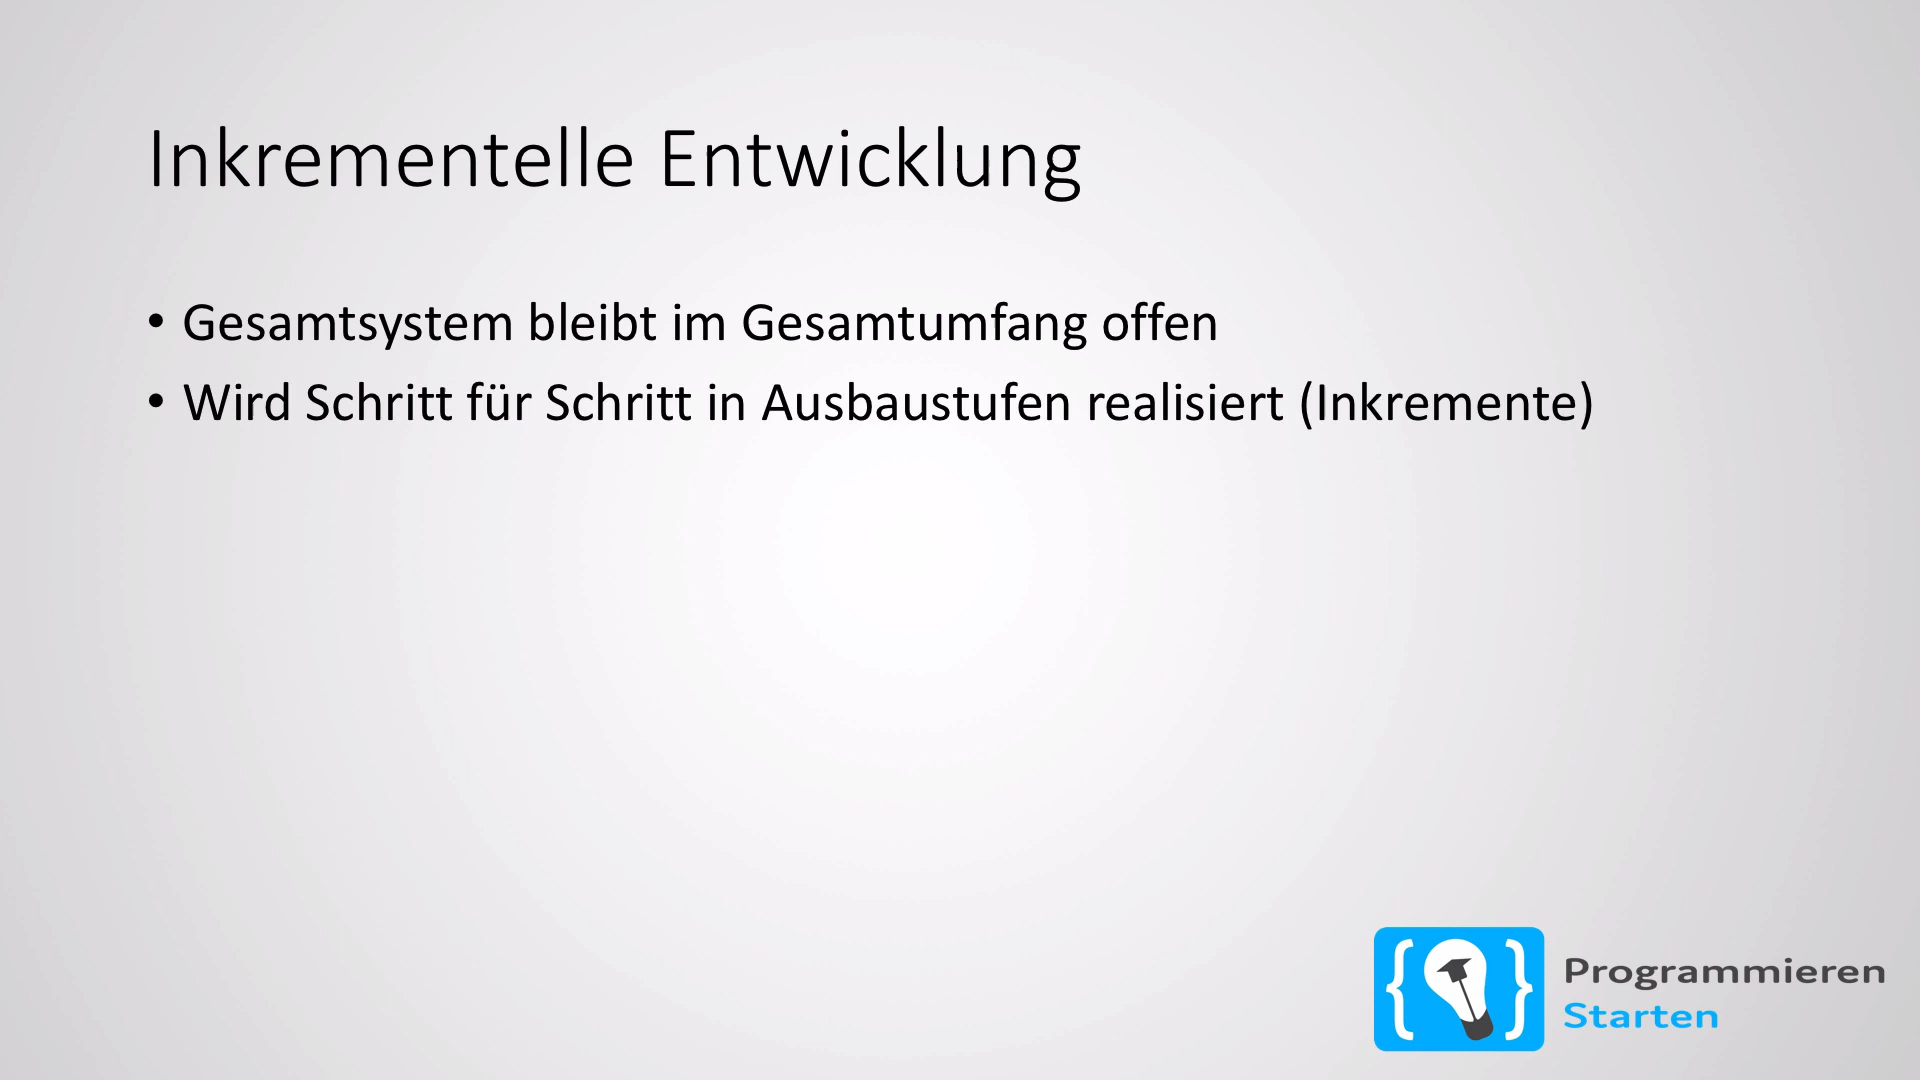 Inkrementelle Entwicklung
• Gesamtsystem bleibt im Gesamtumfang offen
• Wird Schritt für Schritt in Ausbaustufen realisiert (Inkremente)
Programmieren
Starten